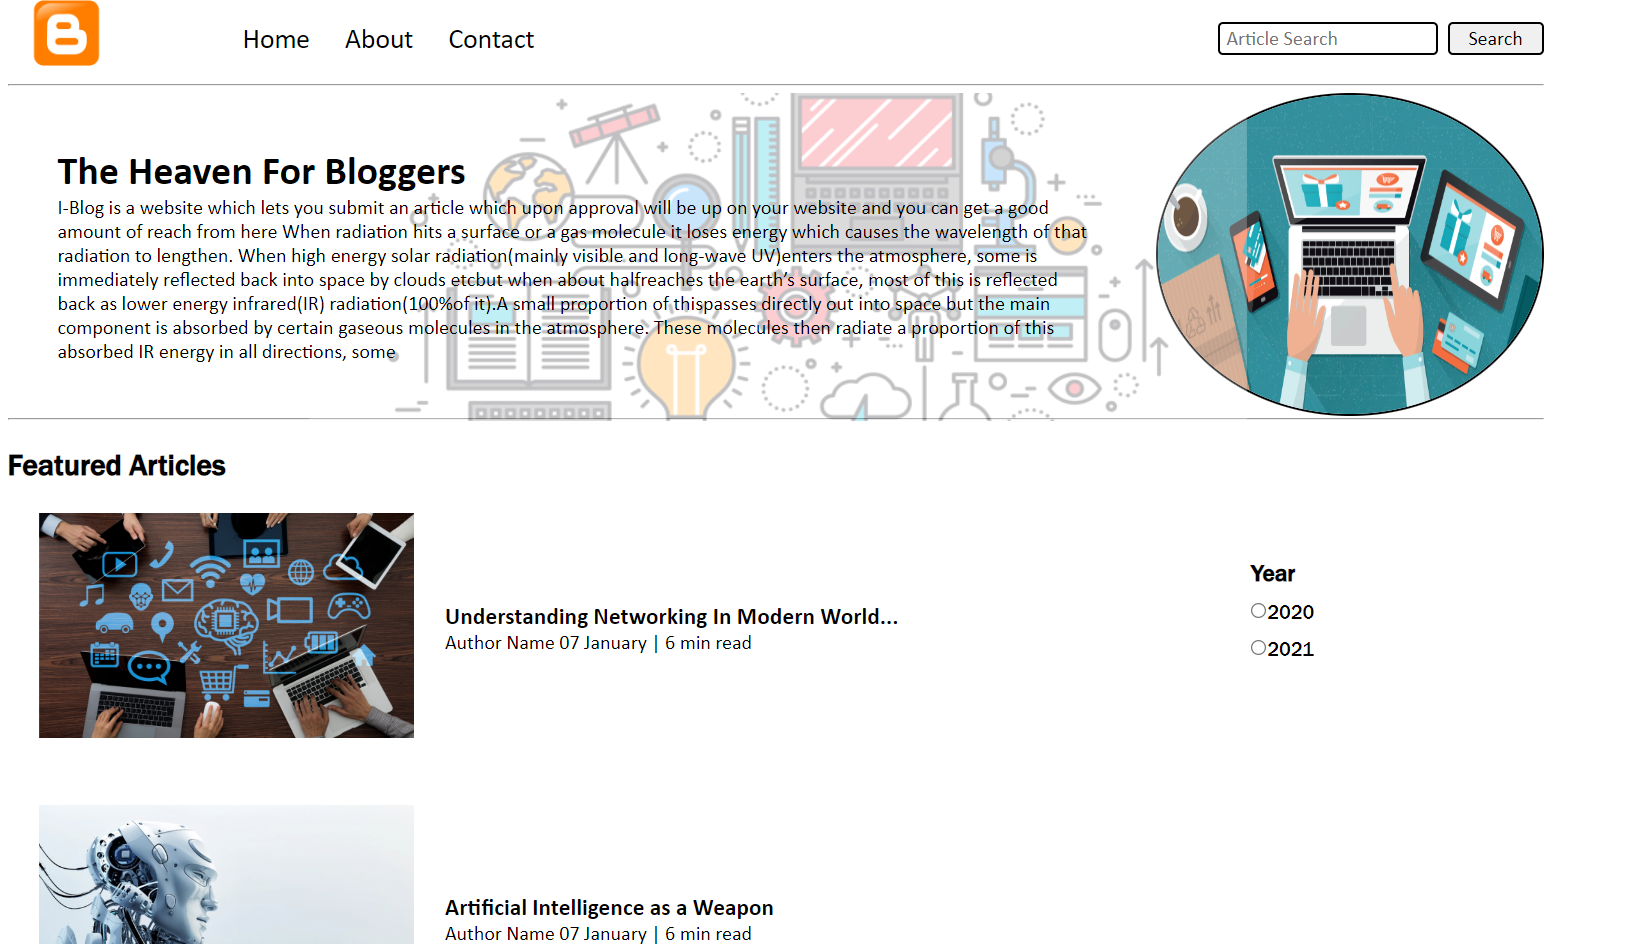 Home About Contact
Article Search Search
The Heaven For Bloggers
I-Blog is a website which lets you submit an article which upon approval will be up on your website and you can get a good
amount of reach from here When radiation hits a surface or a gas molecule it loses energy which causes the wavelength of that
radiation to lengthen. When high energy solar radiation(mainly visible and long-wave UV)enters the atmosphere, some is
immediately reflected back into space by clouds etcbut when about halfreaches the earth's surface, most of this is reflected
back as lower energy infrared(IR) radiation(100%of it).A small proportion of thispasses directly out into space but the main
component is absorbed by certain gaseous molecules in the atmosphere. These molecules then radiate a proportion of this
absorbed IR energy in all directions, some
Featured Articles
Understanding Networking In Modern World...
Author Name 07 January | 6 min read
Year
2020
2021
Artificial Intelligence as a Weapon
Author Name 07 January | 6 min read